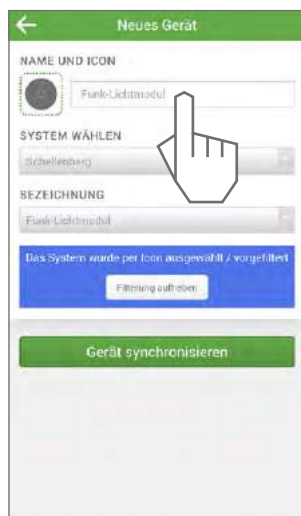 Neues Gerät
NAME UND ICON
Funk-Lichtmodul
SYSTEM WÄHLEN
Schellenberg
BEZEICHNUNG
Funk-Lichtmodul
Das System wurde per Icon ausgewählt / vorgefiltert
Filterung aufheben
Gerät synchronisieren